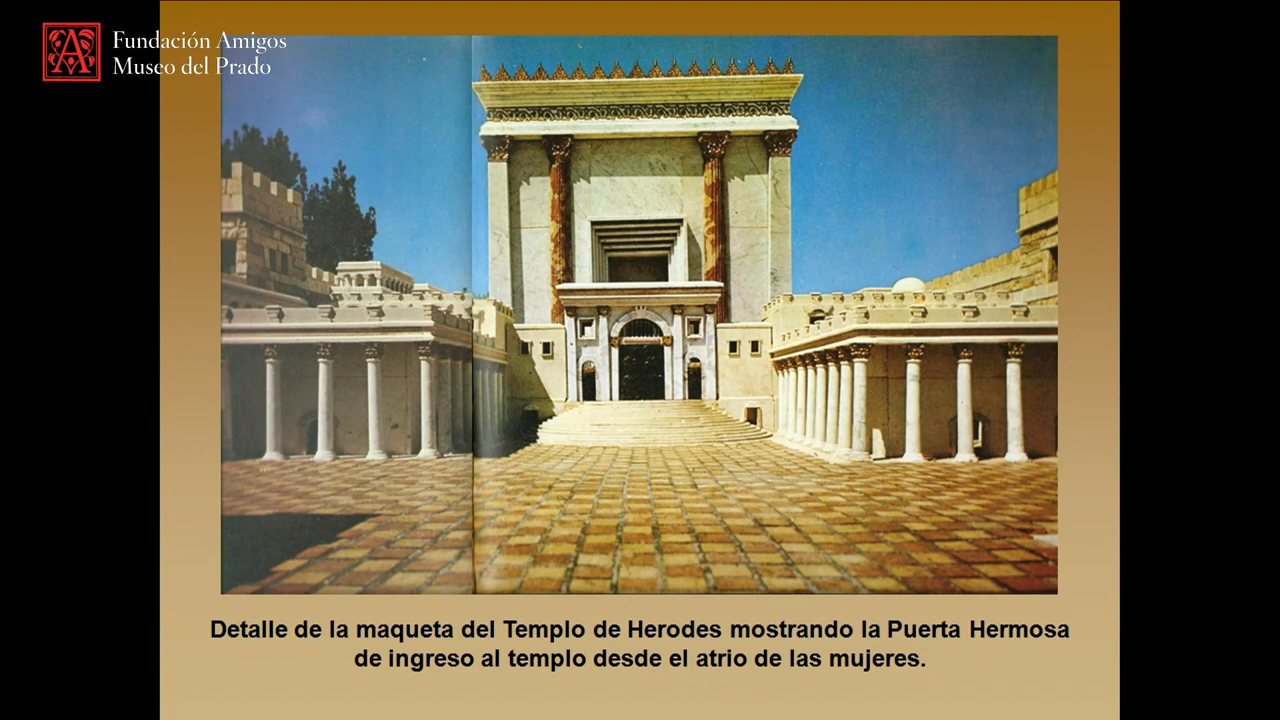 Fundación Amigos
Museo del Prado
Detalle de la maqueta del Templo de Herodes mostrando la Puerta Hermosa
de ingreso al templo desde el atrio de las mujeres.